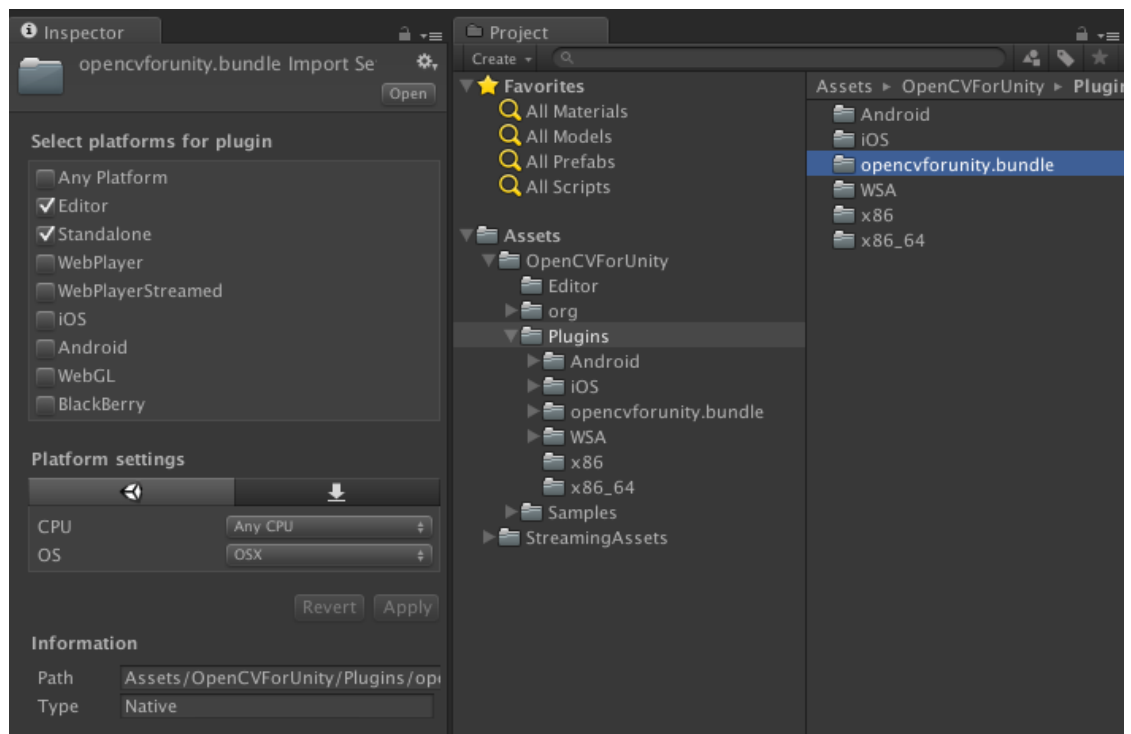 Inspector
opencvforunity.bundle Import Se
Open
Select platforms for plugin
Any Platform
Editor
Standalone
WebPlayer
WebPlayerStreamed
iOS
Android
WebGL
BlackBerry
Platform settings
CPU Any CPU
OS OSX
Revert Apply
Information
Path Assets/OpenCVForUnity/Plugins/ope
Type Native
Project
Create
Favorites
All Materials
All Models
All Prefabs
All Scripts
Assets
OpenCVForUnity
Editor
org
Plugins
Android
iOS
opencvforunity.bundle
WSA
x86
x86_64
Samples
StreamingAssets
Assets OpenCVForUnity Plugin
Android
iOS
opencvforunity.bundle
WSA
x86
x86_64